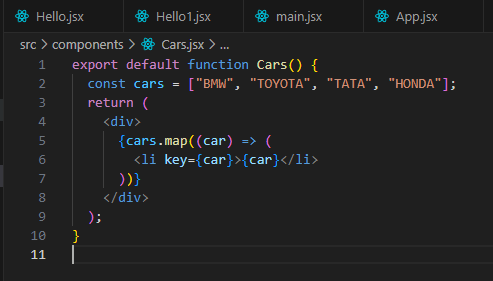 Hello.jsx Hello1.jsx main.jsx App.jsx
src > components > Cars.jsx > ...
1 export default function Cars() {
2   const cars = ["BMW", "TOYOTA", "TATA", "HONDA"];
3   return (
4     <div>
5       {cars.map((car) => (
6         <li key={car}>{car}</li>
7       ))}
8     </div>
9   );
10 }
11